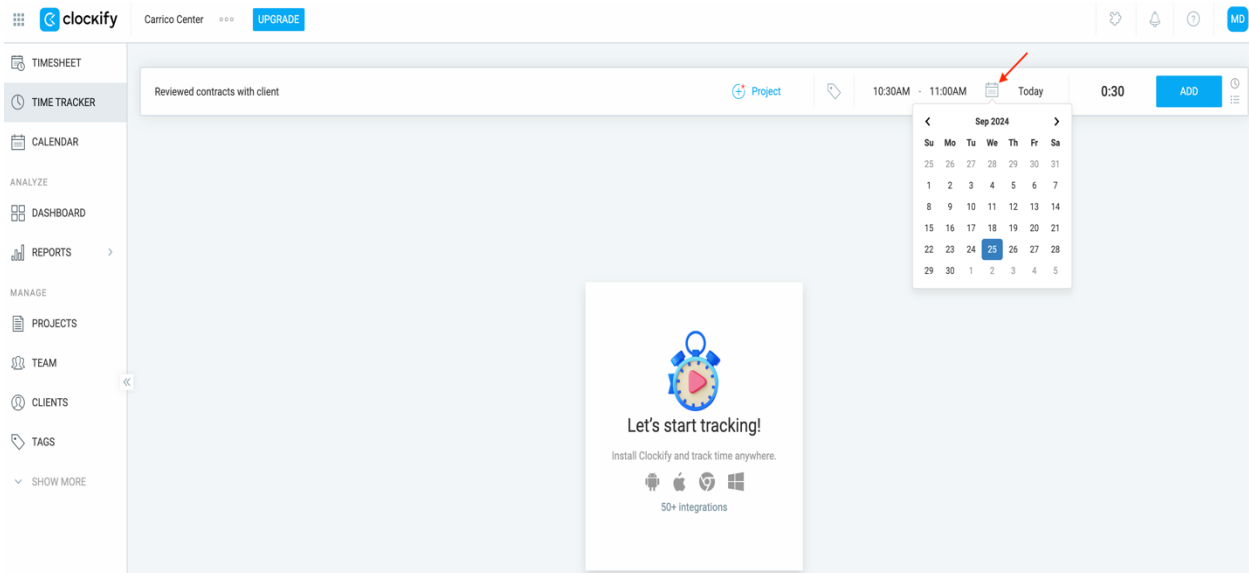 clockify
Carrico Center
UPGRADE
MD
TIMESHEET
TIME TRACKER
CALENDAR
ANALYZE
DASHBOARD
REPORTS
MANAGE
PROJECTS
TEAM
CLIENTS
TAGS
SHOW MORE
Reviewed contracts with client
Project
10:30AM - 11:00AM
Today
0:30
ADD
Sep 2024
Su Mo Tu We Th Fr Sa
25 26 27 28 29 30 31
1 2 3 4 5 6 7
8 9 10 11 12 13 14
15 16 17 18 19 20 21
22 23 24 25 26 27 28
29 30 1 2 3 4 5
Let's start tracking!
Install Clockify and track time anywhere.
50+ integrations